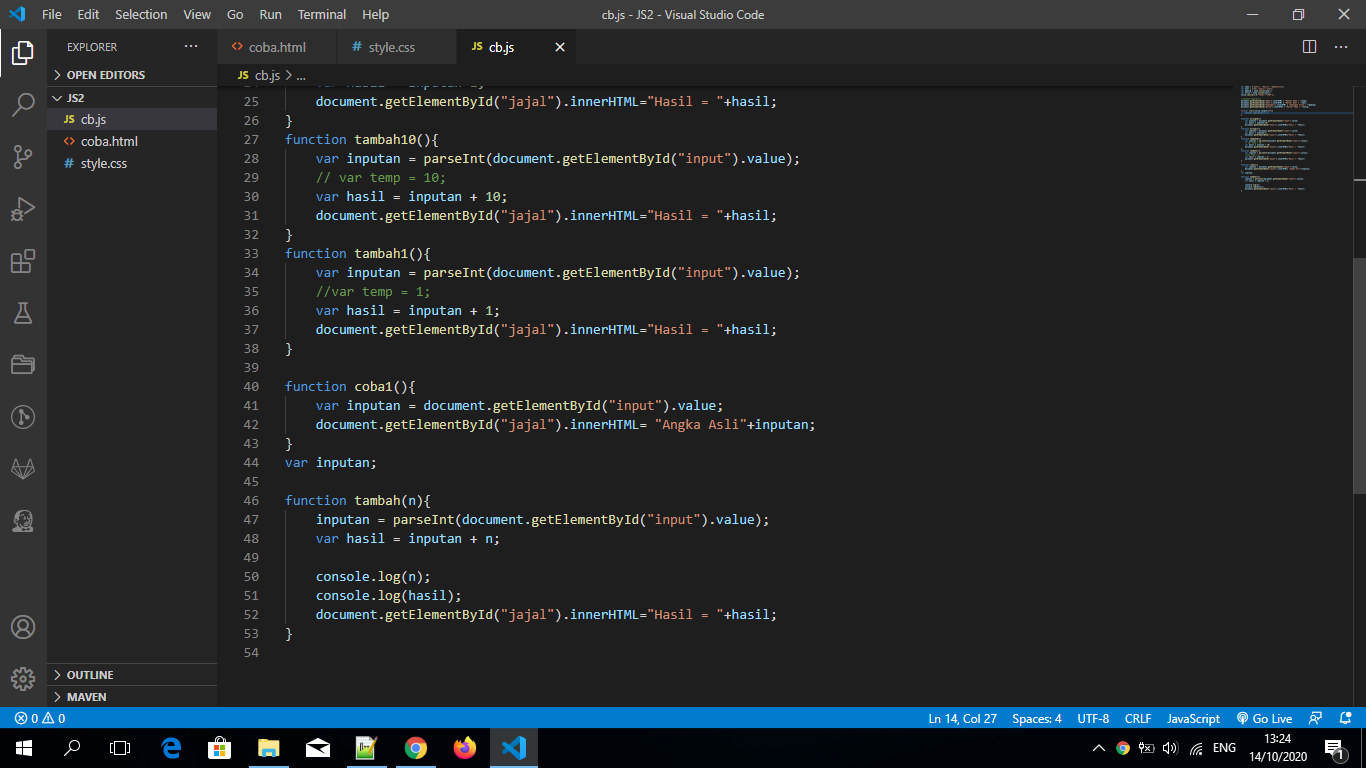 File Edit Selection View Go Run Terminal Help cb.js - JS2 - Visual Studio Code
EXPLORER
OPEN EDITORS
JS2
JS cb.js
coba.html
# style.css
OUTLINE
MAVEN
coba.html # style.css JS cb.js
JS cb.js > ...
25 document.getElementById("jajal").innerHTML="Hasil = "+hasil;
26 }
27 function tambah10(){
28 var inputan = parseInt(document.getElementById("input").value);
29 // var temp = 10;
30 var hasil = inputan + 10;
31 document.getElementById("jajal").innerHTML="Hasil = "+hasil;
32 }
33 function tambah1(){
34 var inputan = parseInt(document.getElementById("input").value);
35 //var temp = 1;
36 var hasil = inputan + 1;
37 document.getElementById("jajal").innerHTML="Hasil = "+hasil;
38 }
39
40 function coba1(){
41 var inputan = document.getElementById("input").value;
42 document.getElementById("jajal").innerHTML= "Angka Asli"+inputan;
43 }
44 var inputan;
45
46 function tambah(n){
47 inputan = parseInt(document.getElementById("input").value);
48 var hasil = inputan + n;
49
50 console.log(n);
51 console.log(hasil);
52 document.getElementById("jajal").innerHTML="Hasil = "+hasil;
53 }
54
0 0 Ln 14, Col 27 Spaces: 4 UTF-8 CRLF JavaScript Go Live
ENG 13:24
14/10/2020
1